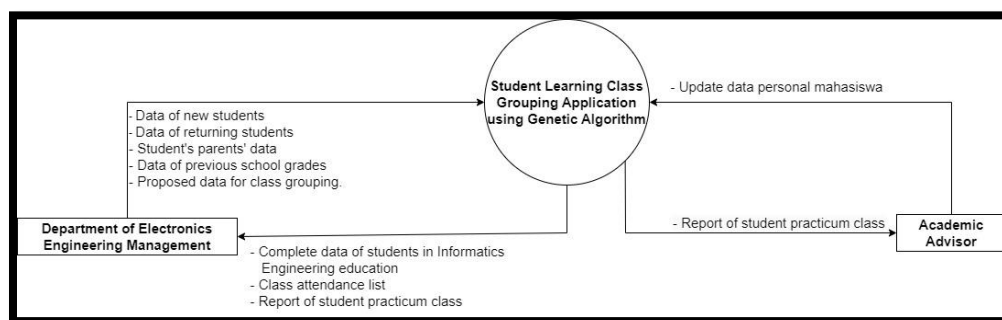 Student Learning Class
Grouping Application
using Genetic Algorithm
- Update data personal mahasiswa
- Data of new students
- Data of returning students
- Student's parents' data
- Data of previous school grades
- Proposed data for class grouping.
Department of Electronics
Engineering Management
- Report of student practicum class
Academic
Advisor
- Complete data of students in Informatics
Engineering education
- Class attendance list
- Report of student practicum class